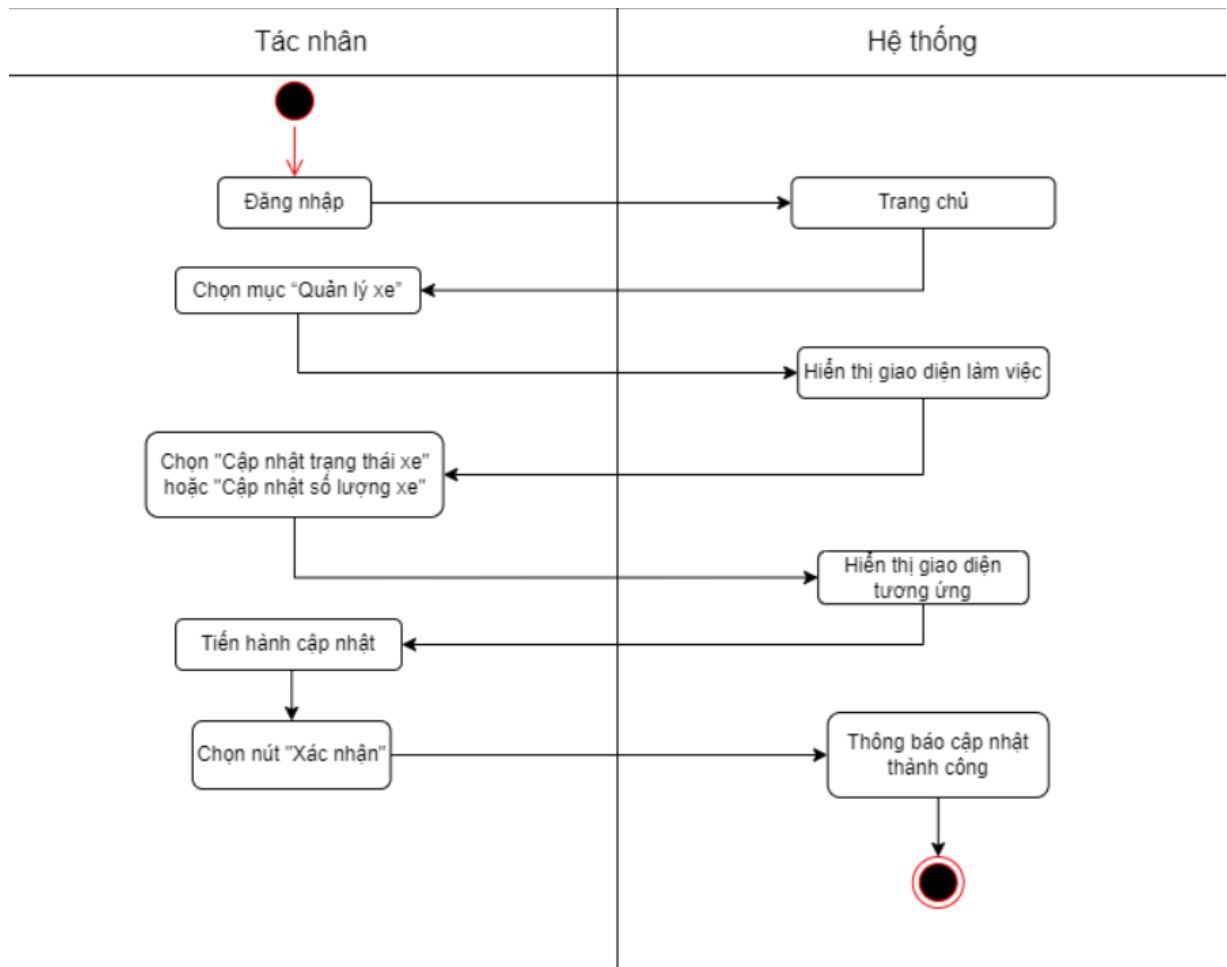 Tác nhân
Hệ thống
Đăng nhập
Trang chủ
Chọn mục “Quản lý xe”
Hiển thị giao diện làm việc
Chọn "Cập nhật trạng thái xe"
hoặc "Cập nhật số lượng xe"
Hiển thị giao diện
tương ứng
Tiến hành cập nhật
Chọn nút "Xác nhận"
Thông báo cập nhật
thành công